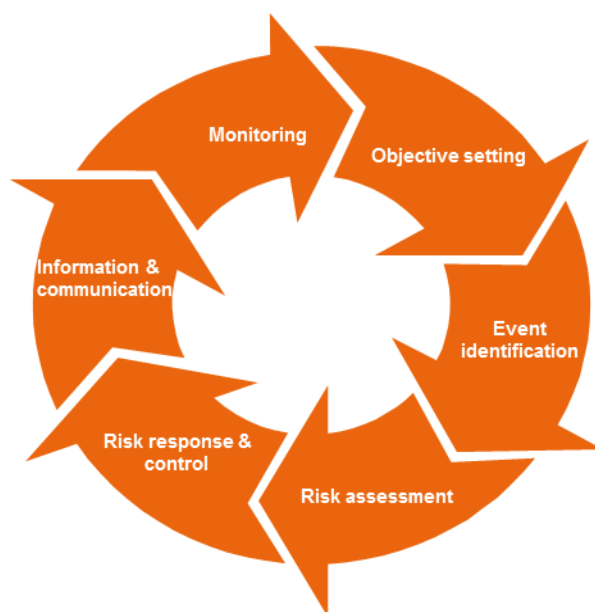 Monitoring
Objective setting
Event
identification
Risk assessment
Risk response &
control
Information &
communication